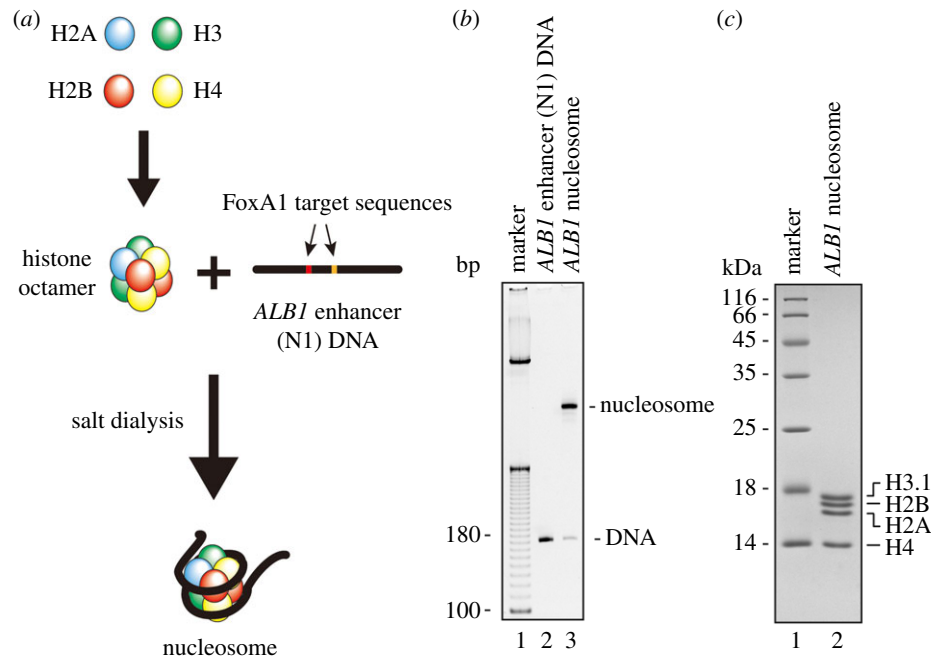 (a)
H2A H3
H2B H4
histone
octamer
FoxA1 target sequences
ALB1 enhancer
(N1) DNA
salt dialysis
nucleosome
(b)
bp
marker
ALB1 enhancer (N1) DNA
ALB1 nucleosome
- nucleosome
180 -
- DNA
100 -
1 2 3
(c)
kDa
marker
ALB1 nucleosome
116 -
66 -
45 -
35 -
25 -
18 -
14 -
H3.1
H2B
H2A
H4
1 2